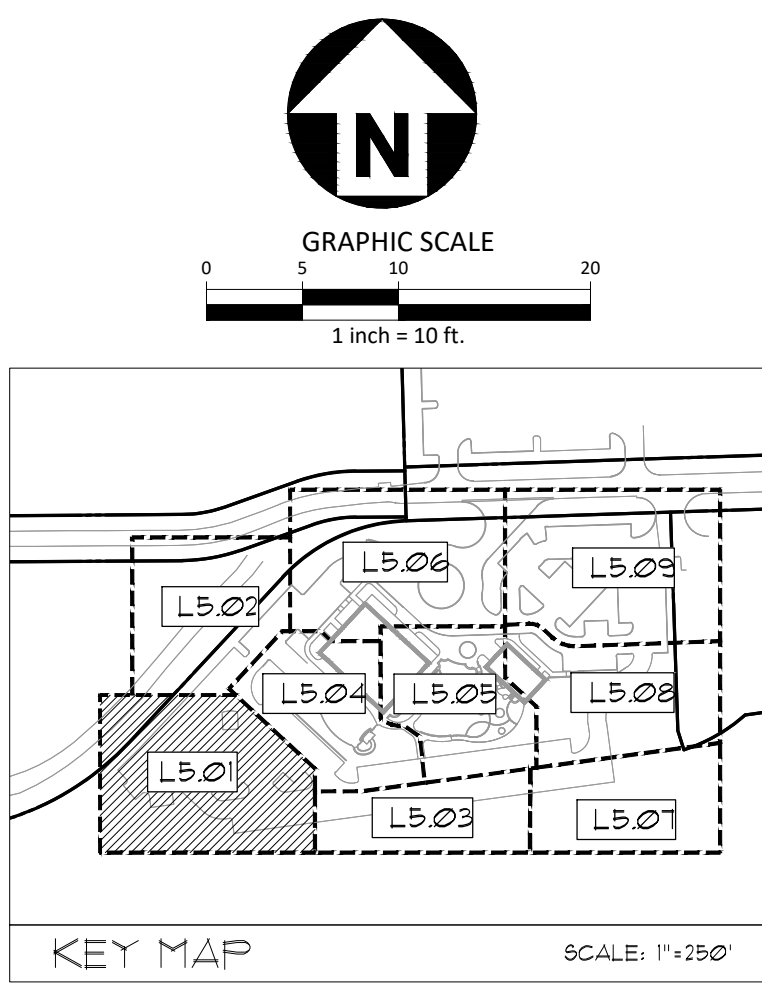 N
GRAPHIC SCALE
0 5 10 20
1 inch = 10 ft.
L5.06
L5.09
L5.02
L5.04
L5.05
L5.08
L5.01
L5.03
L5.07
KEY MAP
SCALE: 1"=250'